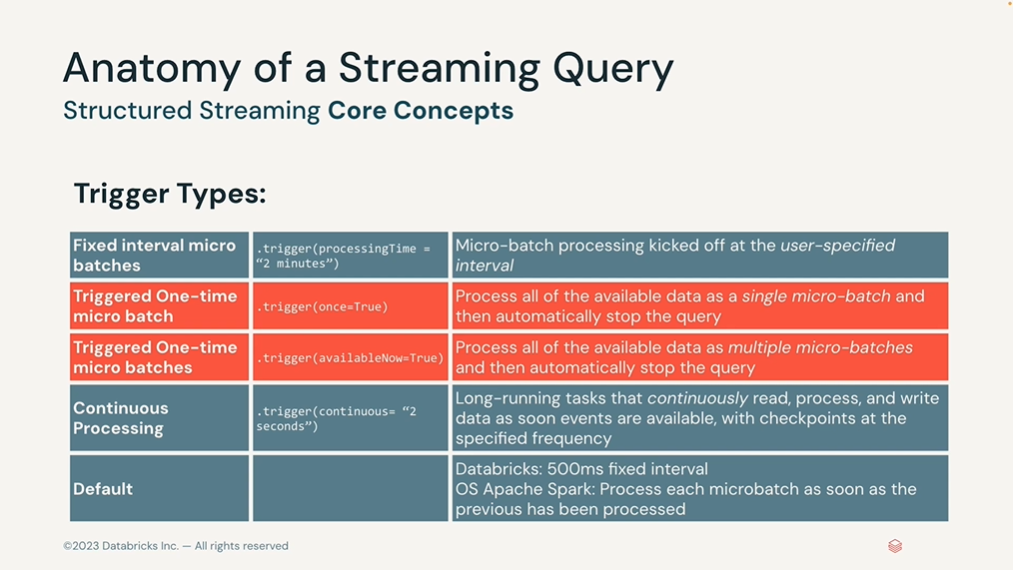 Anatomy of a Streaming Query
Structured Streaming Core Concepts
Trigger Types:
Fixed interval micro
batches
.trigger(processingTime =
“2 minutes”)
Micro-batch processing kicked off at the user-specified
interval
Triggered One-time
micro batch
.trigger(once=True)
Process all of the available data as a single micro-batch and
then automatically stop the query
Triggered One-time
micro batches
.trigger(availableNow=True)
Process all of the available data as multiple micro-batches
and then automatically stop the query
Continuous
Processing
.trigger(continuous= “2
seconds”)
Long-running tasks that continuously read, process, and write
data as soon events are available, with checkpoints at the
specified frequency
Default
Databricks: 500ms fixed interval
OS Apache Spark: Process each microbatch as soon as the
previous has been processed
©2023 Databricks Inc. — All rights reserved